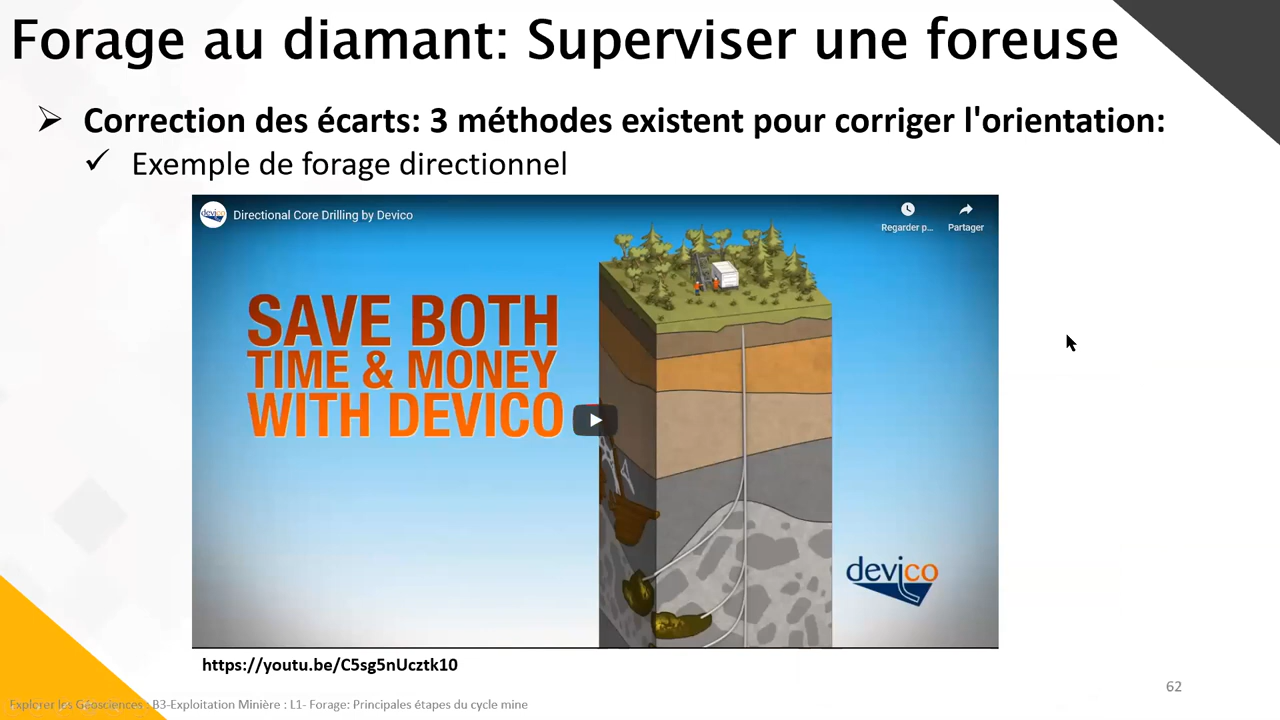 Forage au diamant: Superviser une foreuse
Correction des écarts: 3 méthodes existent pour corriger l'orientation:
Exemple de forage directionnel
devico
Directional Core Drilling by Devico
Regarder p...
Partager
SAVE BOTH
TIME & MONEY
WITH DEVICO
devico
https://youtu.be/C5sg5nUcztk10
62
Explorer les Géosciences : B3-Exploitation Minière : L1- Forage: Principales étapes du cycle mine